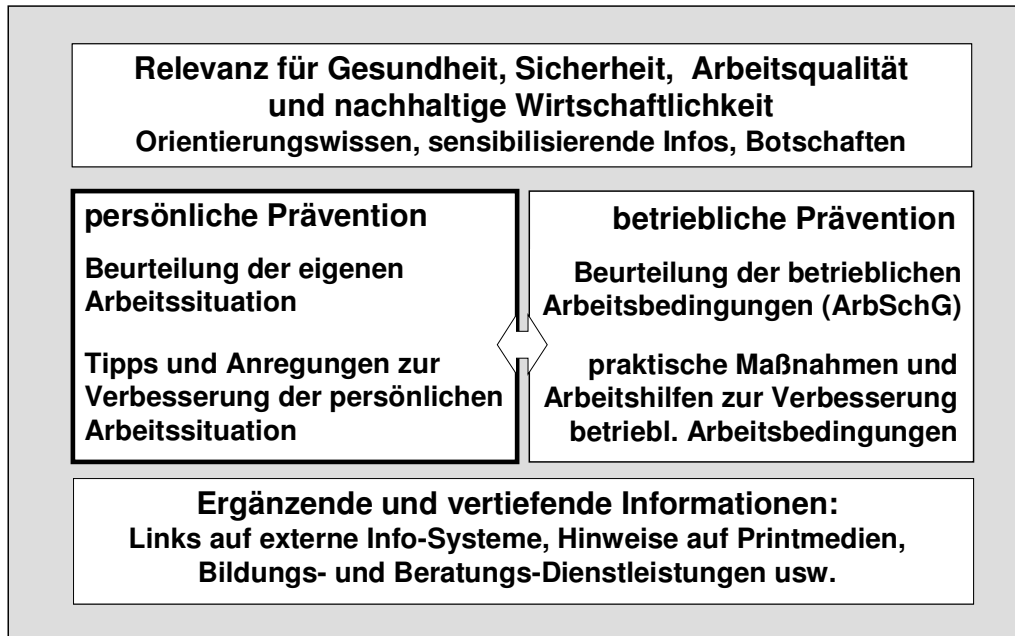 Relevanz für Gesundheit, Sicherheit, Arbeitsqualität
und nachhaltige Wirtschaftlichkeit
Orientierungswissen, sensibilisierende Infos, Botschaften
persönliche Prävention
Beurteilung der eigenen
Arbeitssituation
Tipps und Anregungen zur
Verbesserung der persönlichen
Arbeitssituation
betriebliche Prävention
Beurteilung der betrieblichen
Arbeitsbedingungen (ArbSchG)
praktische Maßnahmen und
Arbeitshilfen zur Verbesserung
betriebl. Arbeitsbedingungen
Ergänzende und vertiefende Informationen:
Links auf externe Info-Systeme, Hinweise auf Printmedien,
Bildungs- und Beratungs-Dienstleistungen usw.